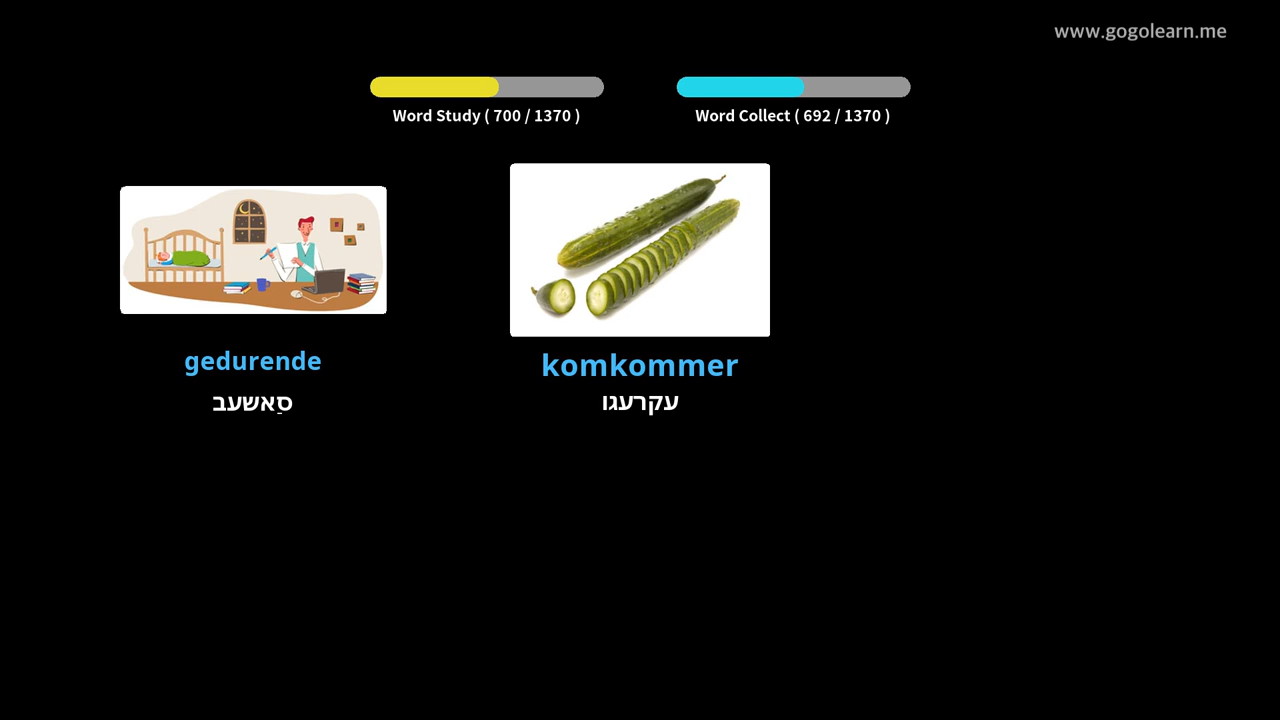 www.gogolearn.me
Word Study ( 700 / 1370 )
Word Collect ( 692 / 1370 )
gedurende
סַאשעב
komkommer
עקרעגו